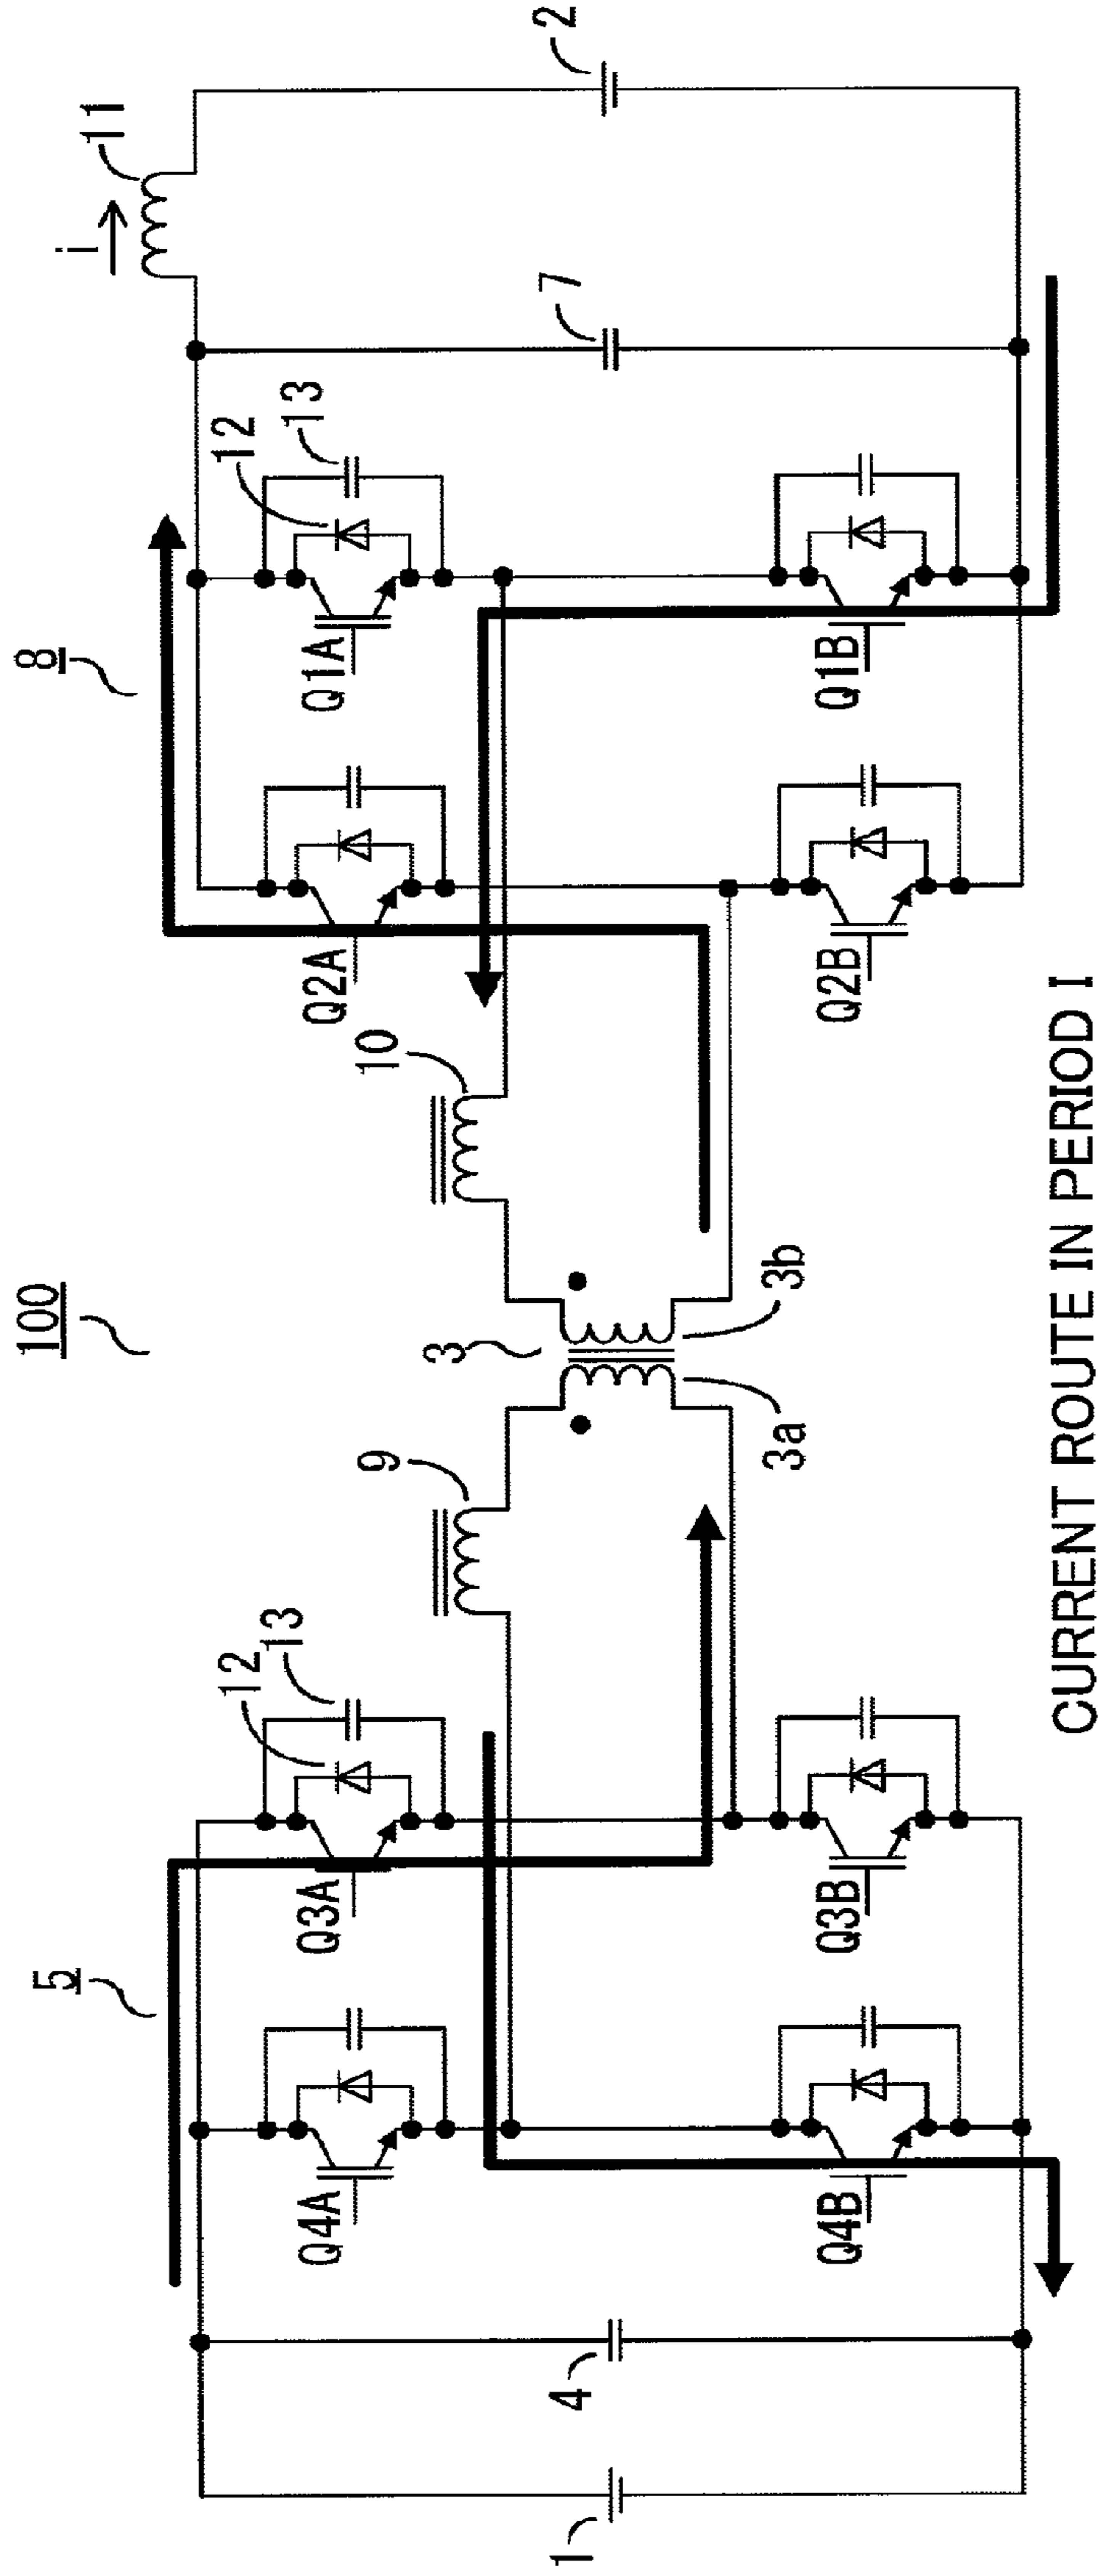 100
5
8
i
11
12
13
12
13
Q4A
Q3A
9
3
10
Q2A
Q1A
1
4
7
2
3a
3b
Q4B
Q3B
Q2B
Q1B
CURRENT ROUTE IN PERIOD I